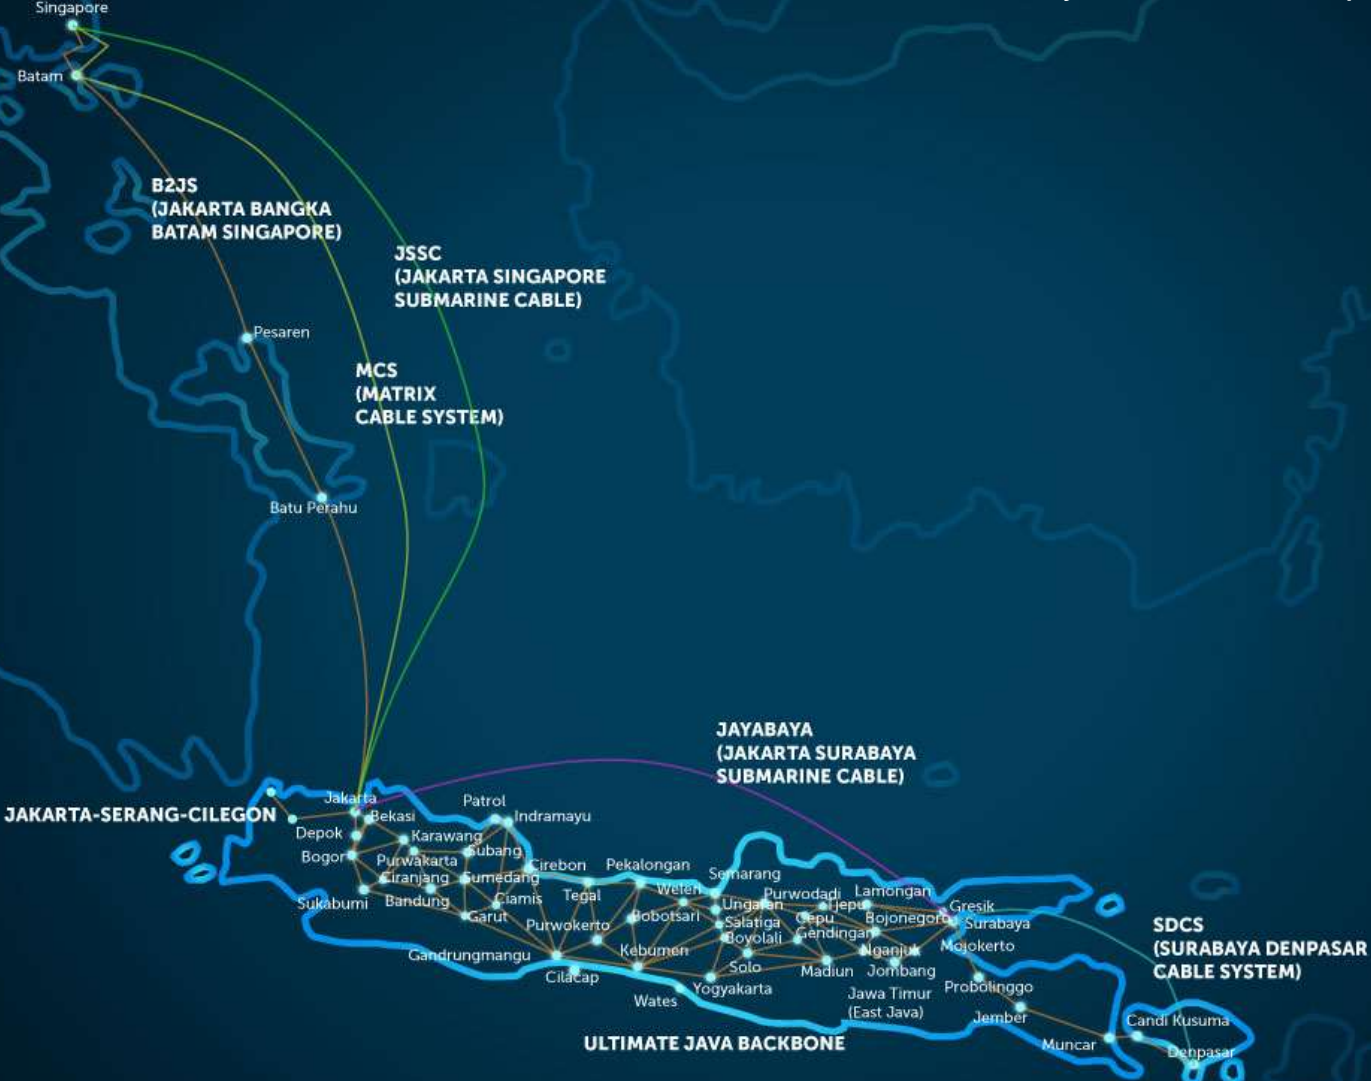 Singapore
Batam
B2JS
(JAKARTA BANGKA
BATAM SINGAPORE)
JSSC
(JAKARTA SINGAPORE
SUBMARINE CABLE)
Pesaren
MCS
(MATRIX
CABLE SYSTEM)
Batu Perahu
JAYABAYA
(JAKARTA SURABAYA
SUBMARINE CABLE)
JAKARTA-SERANG-CILEGON
Jakarta
Bekasi
Patrol
Indramayu
Depok
Karawang
Bogor
Purwakarta
Subang
Cirebon
Pekalongan
Semarang
Ciranjang
Sumedang
Tegal
Weleri
Purwodadi
Lamongan
Sukabumi
Bandung
Ciamis
Ungaran
Tjepu
Gresik
Garut
Purwokerto
Bobotsari
Salatiga
Cepu
Bojonegoro
Surabaya
Boyolali
Gendingan
Gandrungmangu
Kebumen
Nganjuk
Mojokerto
Cilacap
Solo
Madiun
Jombang
Wates
Yogyakarta
Jawa Timur
(East Java)
Probolinggo
Jember
SDCS
(SURABAYA DENPASAR
CABLE SYSTEM)
Candi Kusuma
Muncar
Denpasar
ULTIMATE JAVA BACKBONE